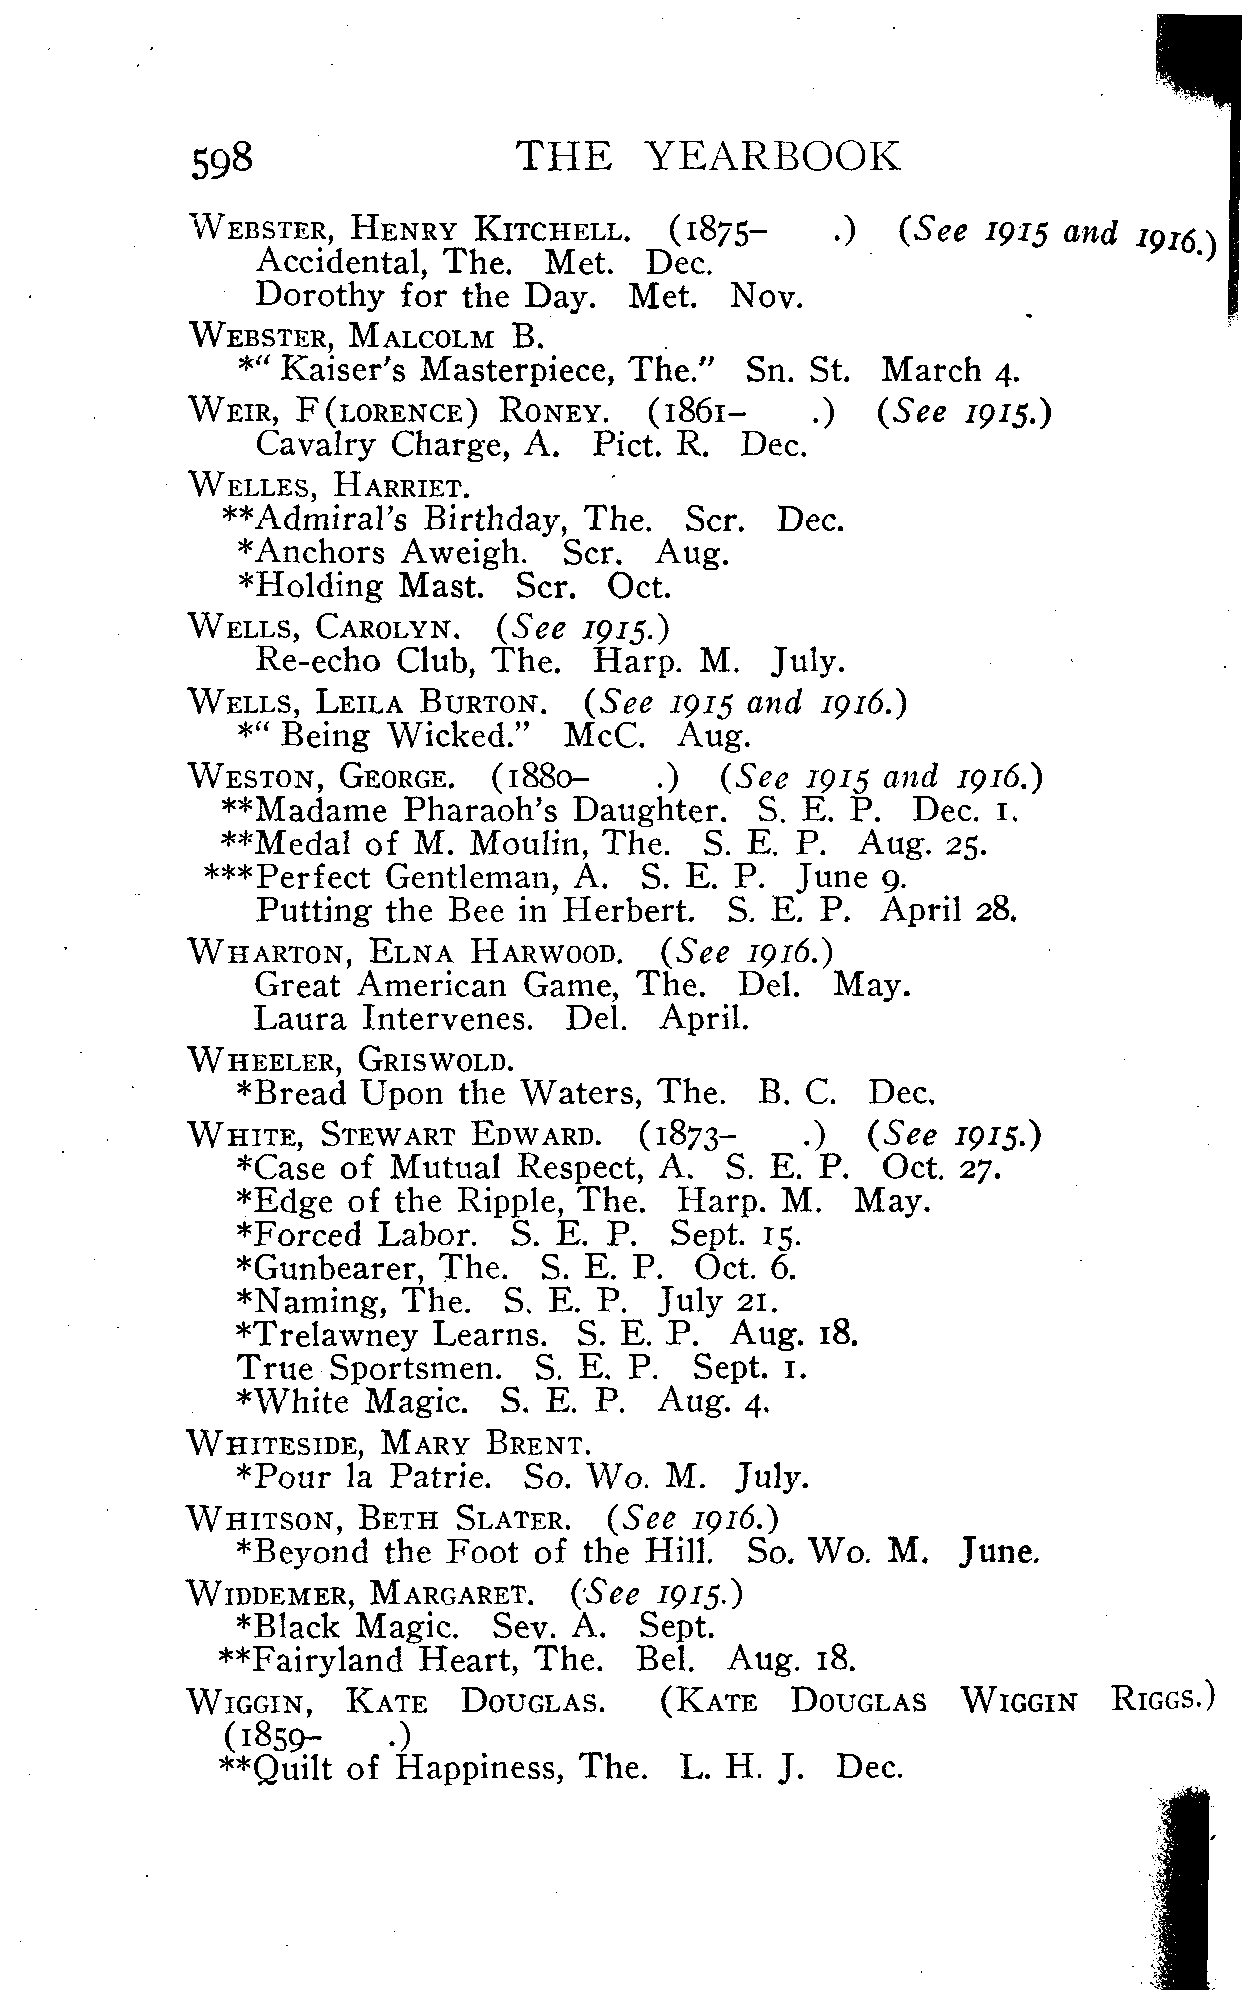 598 THE YEARBOOK
WEBSTER, HENRY KITCHELL. (1875- .) (See 1915 and 1916.)
Accidental, The. Met. Dec.
Dorothy for the Day. Met. Nov.
WEBSTER, MALCOLM B.
*“ Kaiser's Masterpiece, The.” Sn. St. March 4.
WEIR, F(LORENCE) RONEY. (1861- .) (See 1915.)
Cavalry Charge, A. Pict. R. Dec.
WELLES, HARRIET.
**Admiral's Birthday, The. Scr. Dec.
*Anchors Aweigh. Scr. Aug.
*Holding Mast. Scr. Oct.
WELLS, CAROLYN. (See 1915.)
Re-echo Club, The. Harp. M. July.
WELLS, LEILA BURTON. (See 1915 and 1916.)
*“ Being Wicked.” McC. Aug.
WESTON, GEORGE. (1880- .) (See 1915 and 1916.)
**Madame Pharaoh's Daughter. S. E. P. Dec. 1.
**Medal of M. Moulin, The. S. E. P. Aug. 25.
***Perfect Gentleman, A. S. E. P. June 9.
Putting the Bee in Herbert. S. E. P. April 28.
WHARTON, ELNA HARWOOD. (See 1916.)
Great American Game, The. Del. May.
Laura Intervenes. Del. April.
WHEELER, GRISWOLD.
*Bread Upon the Waters, The. B. C. Dec.
WHITE, STEWART EDWARD. (1873- .) (See 1915.)
*Case of Mutual Respect, A. S. E. P. Oct. 27.
*Edge of the Ripple, The. Harp. M. May.
*Forced Labor. S. E. P. Sept. 15.
*Gunbearer, The. S. E. P. Oct. 6.
*Naming, The. S. E. P. July 21.
*Trelawney Learns. S. E. P. Aug. 18.
True Sportsmen. S. E. P. Sept. 1.
*White Magic. S. E. P. Aug. 4.
WHITESIDE, MARY BRENT.
*Pour la Patrie. So. Wo. M. July.
WHITSON, BETH SLATER. (See 1916.)
*Beyond the Foot of the Hill. So. Wo. M. June.
WIDDEMER, MARGARET. (See 1915.)
*Black Magic. Sev. A. Sept.
**Fairyland Heart, The. Bel. Aug. 18.
WIGGIN, KATE DOUGLAS. (KATE DOUGLAS WIGGIN RIGGS.)
(1859- .)
**Quilt of Happiness, The. L. H. J. Dec.